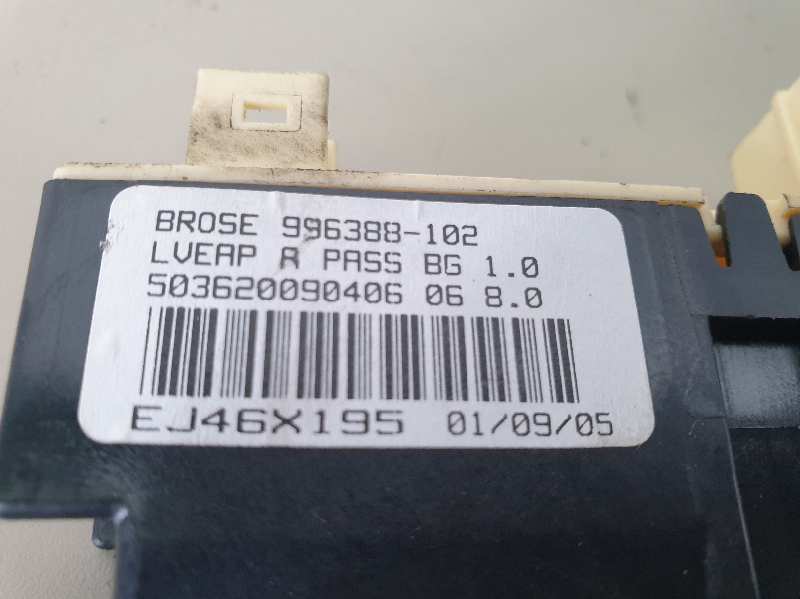 BROSE 996388-102
LVEAP A PASS BG 1.0
503620090406 06 8.0
EJ46X195 01/09/05